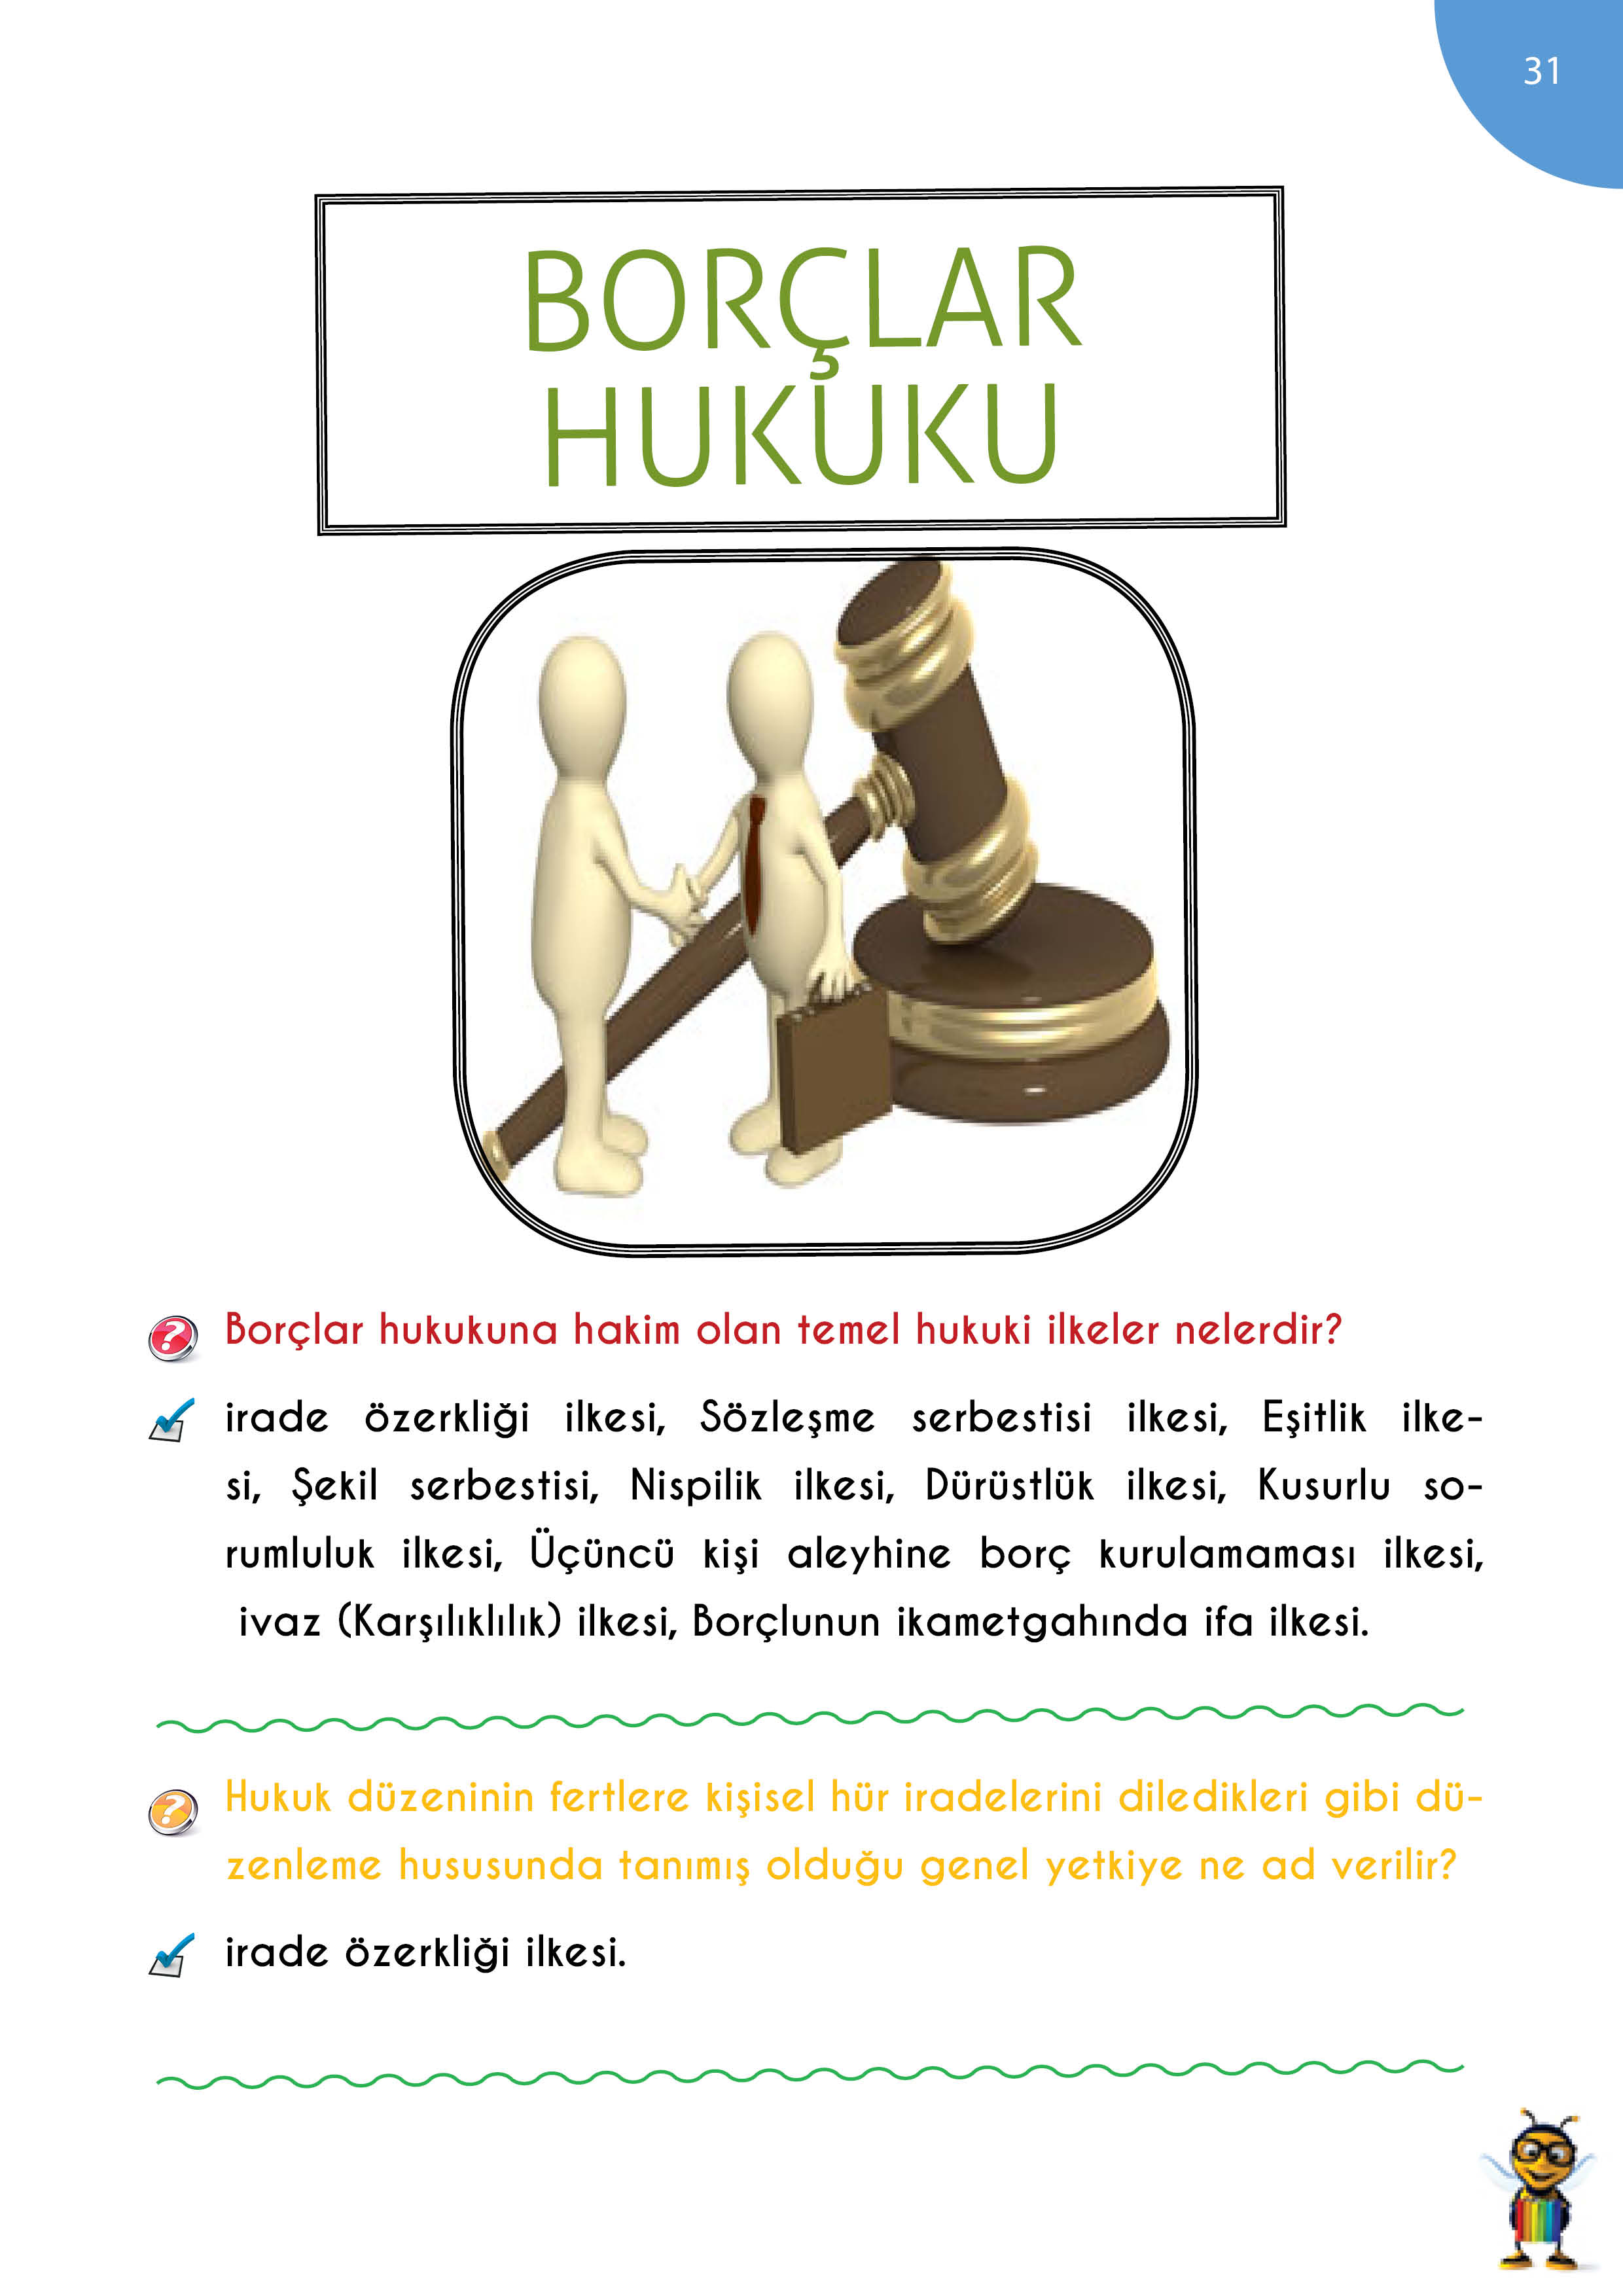 31
BORÇLAR
HUKUKU
Borçlar hukukuna hakim olan temel hukuki ilkeler nelerdir?
irade özerkliği ilkesi, Sözleşme serbestisi ilkesi, Eşitlik ilke-
si, Şekil serbestisi, Nispilik ilkesi, Dürüstlük ilkesi, Kusurlu so-
rumluluk ilkesi, Üçüncü kişi aleyhine borç kurulamaması ilkesi,
ivaz (Karşılıklılık) ilkesi, Borçlunun ikametgahında ifa ilkesi.
Hukuk düzeninin fertlere kişisel hür iradelerini diledikleri gibi dü-
zenleme hususunda tanımış olduğu genel yetkiye ne ad verilir?
irade özerkliği ilkesi.